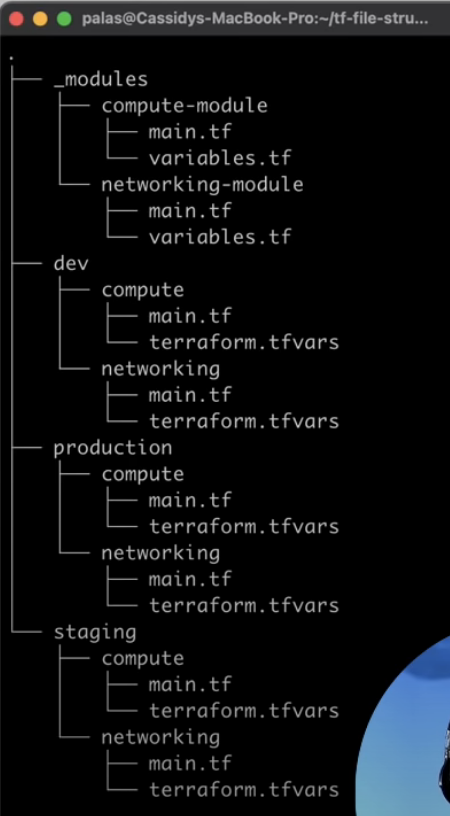 palas@Cassidys-MacBook-Pro:~/tf-file-stru...
.
├── _modules
│   ├── compute-module
│   │   ├── main.tf
│   │   └── variables.tf
│   └── networking-module
│       ├── main.tf
│       └── variables.tf
├── dev
│   ├── compute
│   │   ├── main.tf
│   │   └── terraform.tfvars
│   └── networking
│       ├── main.tf
│       └── terraform.tfvars
├── production
│   ├── compute
│   │   ├── main.tf
│   │   └── terraform.tfvars
│   └── networking
│       ├── main.tf
│       └── terraform.tfvars
└── staging
    ├── compute
    │   ├── main.tf
    │   └── terraform.tfvars
    └── networking
        ├── main.tf
        └── terraform.tfvars